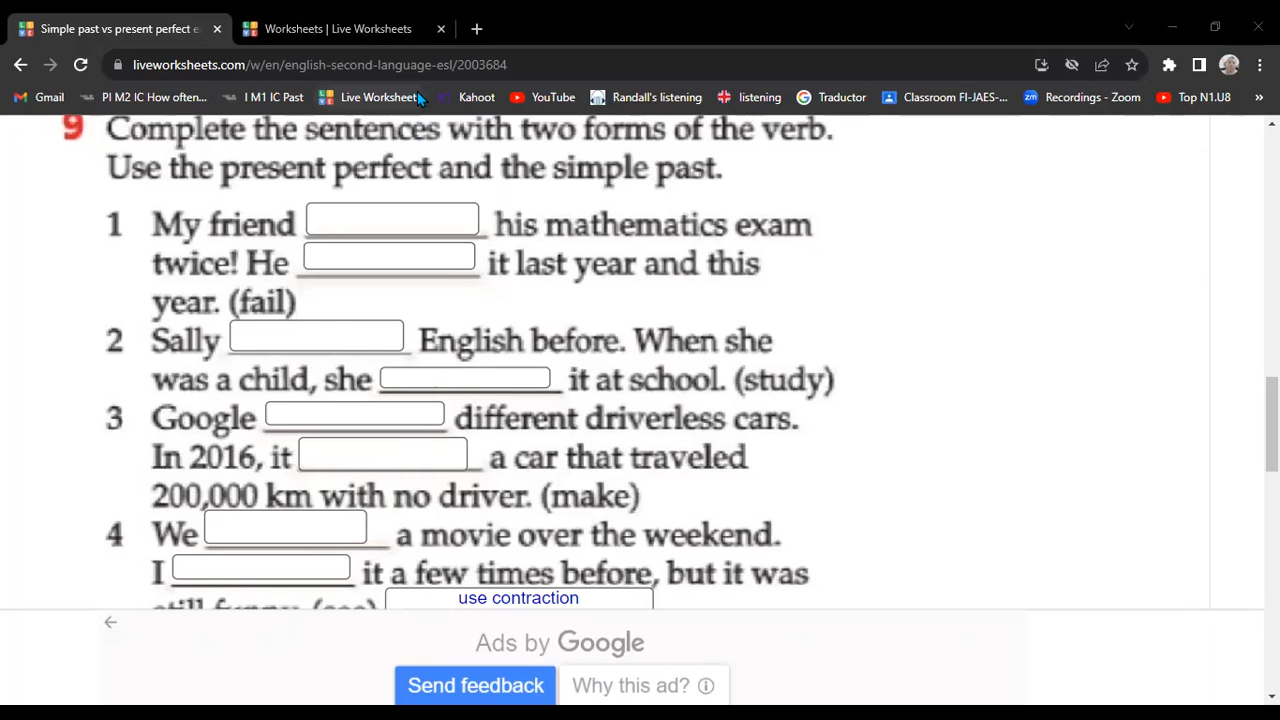 Simple past vs present perfect e
Worksheets | Live Worksheets
liveworksheets.com/w/en/english-second-language-esl/2003684
Gmail PI M2 IC How often... I M1 IC Past Live Worksheets Kahoot YouTube Randall's listening listening Traductor Classroom FI-JAES-... Recordings - Zoom Top N1.U8 »
9 Complete the sentences with two forms of the verb.
Use the present perfect and the simple past.
1 My friend his mathematics exam
twice! He it last year and this
year. (fail)
2 Sally English before. When she
was a child, she it at school. (study)
3 Google different driverless cars.
In 2016, it a car that traveled
200,000 km with no driver. (make)
4 We a movie over the weekend.
I it a few times before, but it was
still funny. (see) use contraction
Ads by Google
Send feedback Why this ad?